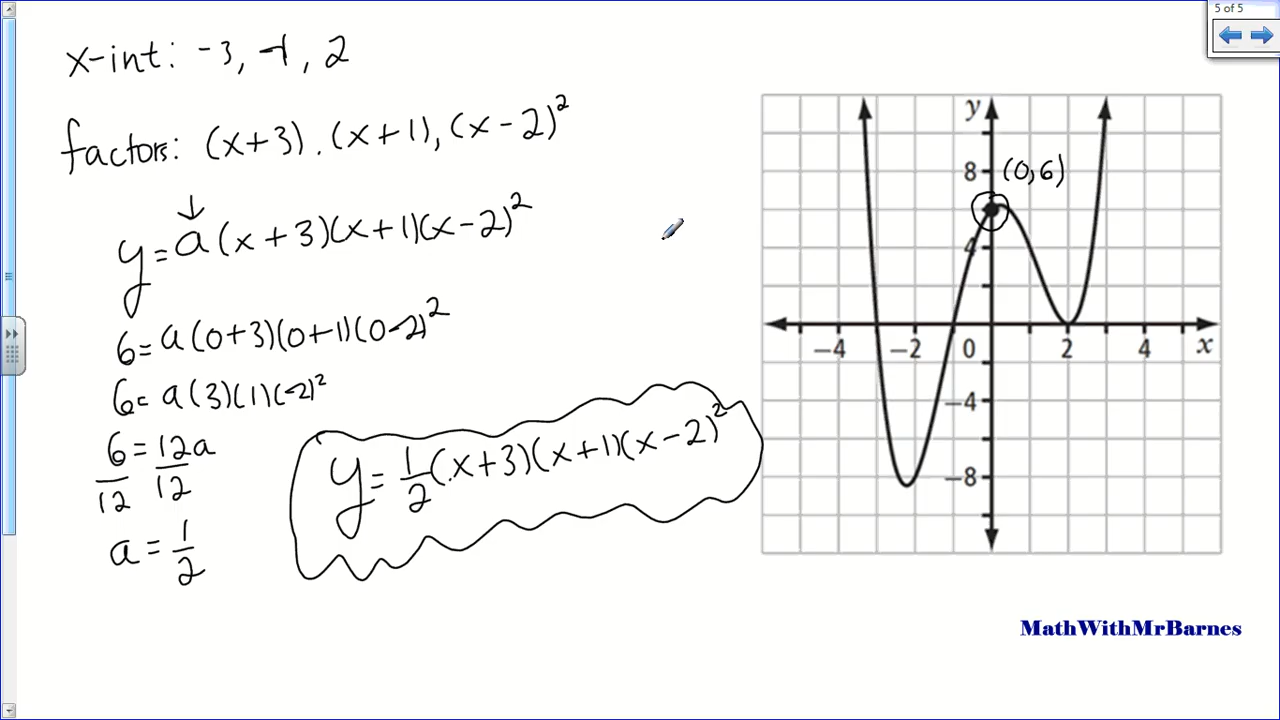 5 of 5
x-int: -3, -1, 2
factors: (x+3), (x+1), (x-2)²
y=a(x+3)(x+1)(x-2)²
6=a(0+3)(0+1)(0-2)²
6=a(3)(1)(-2)²
6=12a
12 12
a=1/2
y=1/2(x+3)(x+1)(x-2)²
y
8
(0,6)
4
-4 -2 0 2 4 x
-4
-8
MathWithMrBarnes